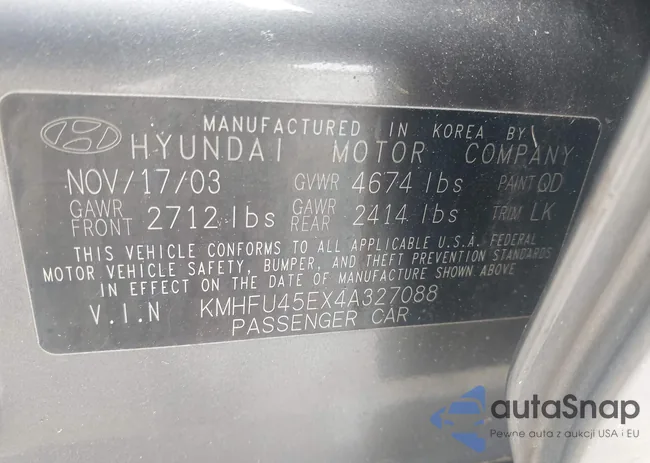 MANUFACTURED IN KOREA BY
HYUNDAI MOTOR COMPANY
NOV/17/03 GVWR 4674 lbs PAINT QD
GAWR FRONT 2712 lbs GAWR REAR 2414 lbs TRIM LK
THIS VEHICLE CONFORMS TO ALL APPLICABLE U.S.A. FEDERAL
MOTOR VEHICLE SAFETY, BUMPER, AND THEFT PREVENTION STANDARDS
IN EFFECT ON THE DATE OF MANUFACTURE SHOWN ABOVE
V.I.N KMHFU45EX4A327088
PASSENGER CAR
autaSnap
Pewne auta z aukcji USA i EU